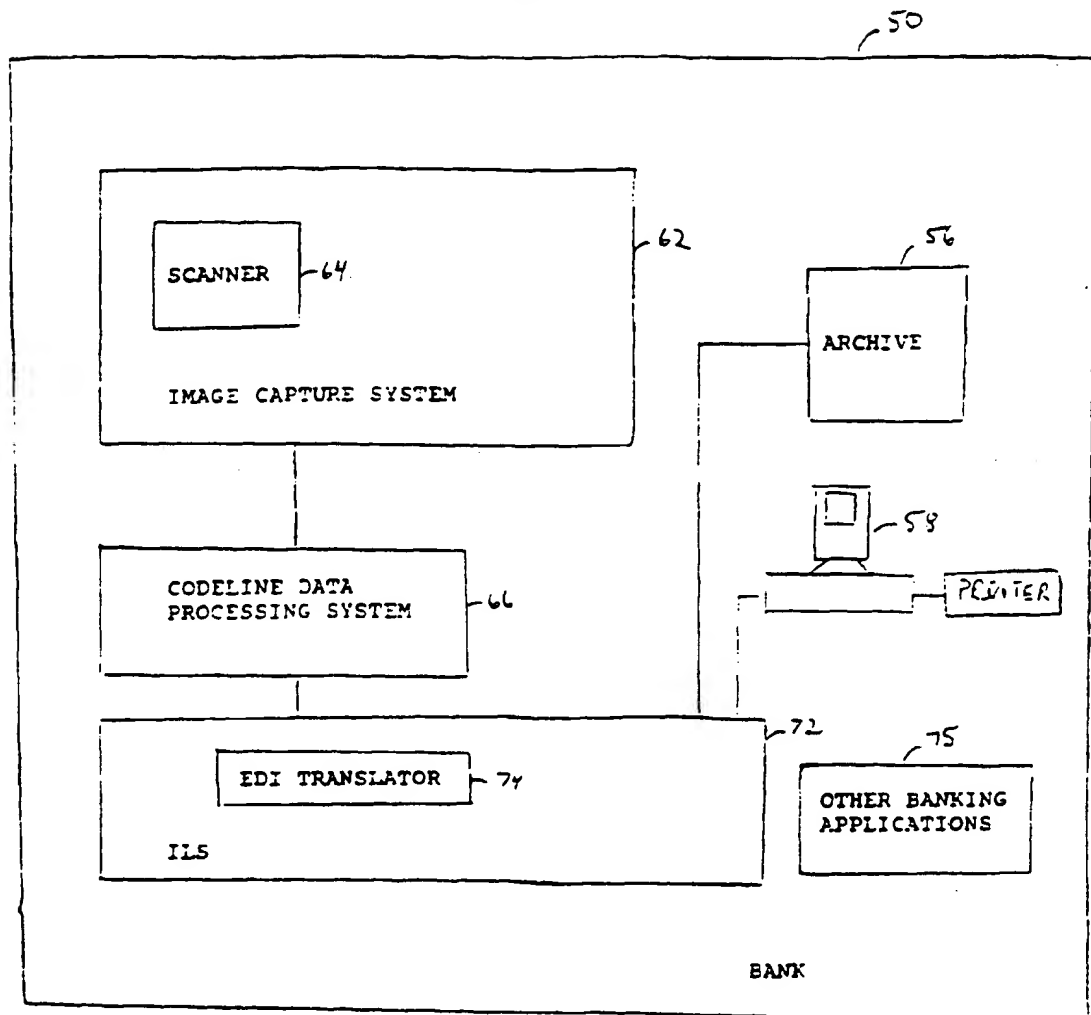 50
SCANNER
64
62
IMAGE CAPTURE SYSTEM
56
ARCHIVE
58
PRINTER
CODELINE DATA
PROCESSING SYSTEM
66
72
EDI TRANSLATOR
74
ILS
75
OTHER BANKING
APPLICATIONS
BANK